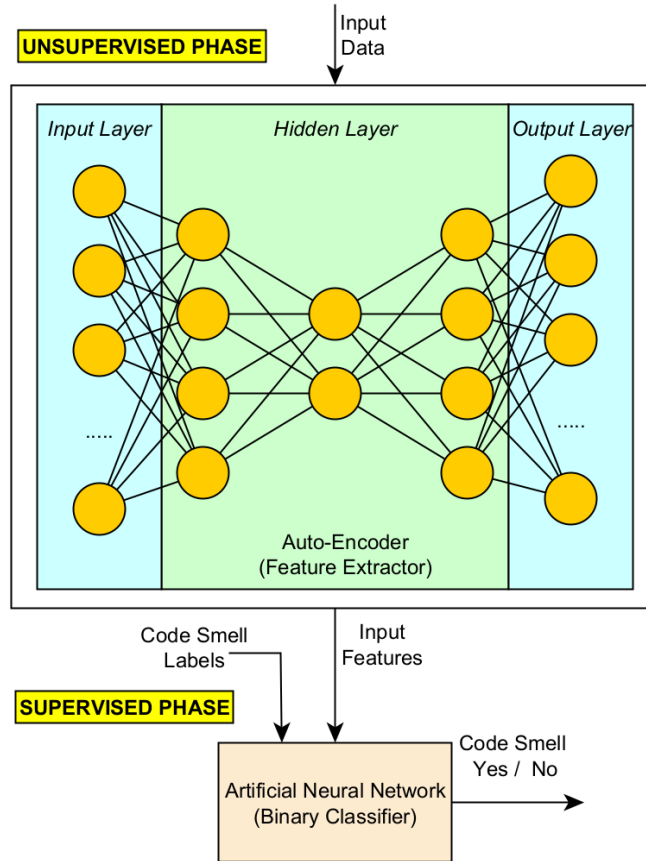 Input
Data
UNSUPERVISED PHASE
Input Layer
Hidden Layer
Output Layer
.....
.....
Auto-Encoder
(Feature Extractor)
Code Smell
Labels
Input
Features
SUPERVISED PHASE
Code Smell
Yes / No
Artificial Neural Network
(Binary Classifier)